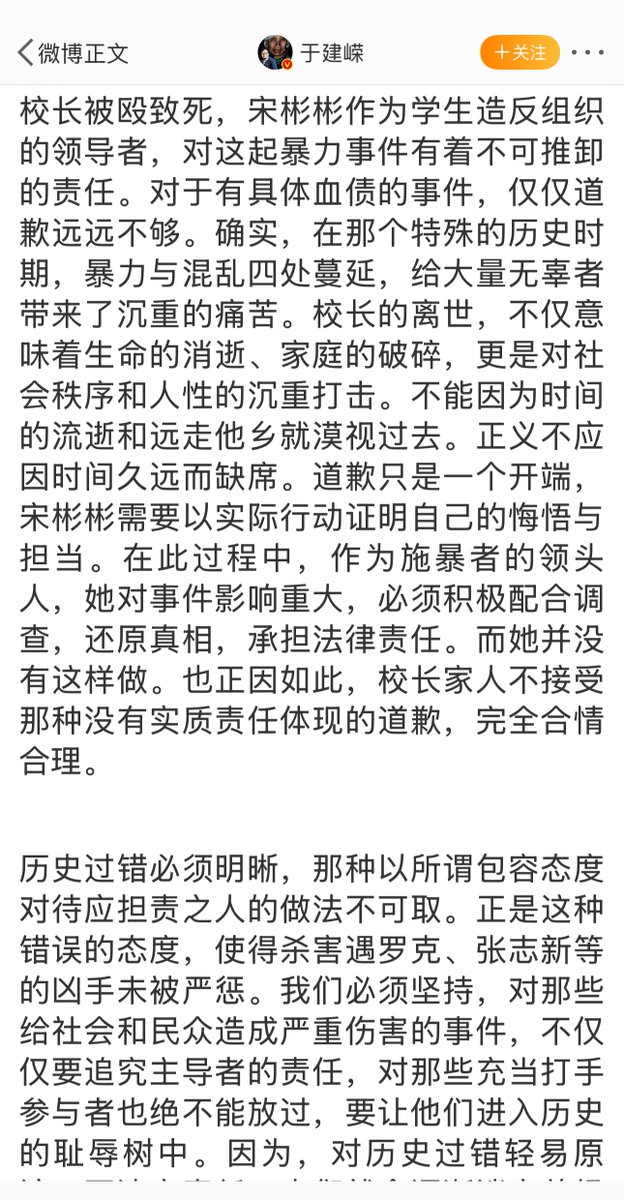 微博正文
于建嵘
+关注
校长被殴致死，宋彬彬作为学生造反组织
的领导者，对这起暴力事件有着不可推卸
的责任。对于有具体血债的事件，仅仅道
歉远远不够。确实，在那个特殊的历史时
期，暴力与混乱四处蔓延，给大量无辜者
带来了沉重的痛苦。校长的离世，不仅意
味着生命的消逝、家庭的破碎，更是对社
会秩序和人性的沉重打击。不能因为时间
的流逝和远走他乡就漠视过去。正义不应
因时间久远而缺席。道歉只是一个开端，
宋彬彬需要以实际行动证明自己的悔悟与
担当。在此过程中，作为施暴者的领头
人，她对事件影响重大，必须积极配合调
查，还原真相，承担法律责任。而她并没
有这样做。也正因如此，校长家人不接受
那种没有实质责任体现的道歉，完全合情
合理。
历史过错必须明晰，那种以所谓包容态度
对待应担责之人的做法不可取。正是这种
错误的态度，使得杀害遇罗克、张志新等
的凶手未被严惩。我们必须坚持，对那些
给社会和民众造成严重伤害的事件，不仅
仅要追究主导者的责任，对那些充当打手
参与者也绝不能放过，要让他们进入历史
的耻辱树中。因为，对历史过错轻易原